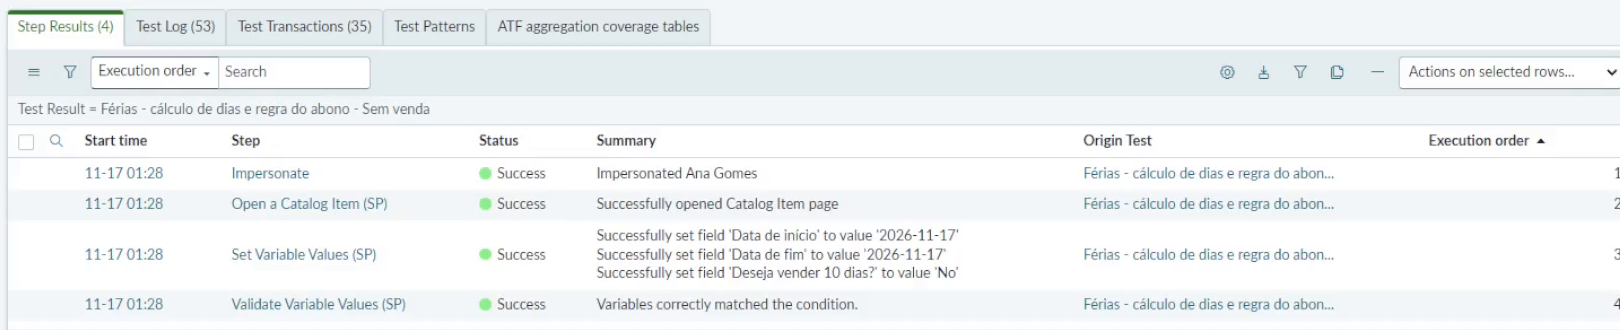 Step Results (4) Test Log (53) Test Transactions (35) Test Patterns ATF aggregation coverage tables
Execution order Search Actions on selected rows...
Test Result = Férias - cálculo de dias e regra do abono - Sem venda
Start time Step Status Summary Origin Test Execution order
11-17 01:28 Impersonate Success Impersonated Ana Gomes Férias - cálculo de dias e regra do abon... 1
11-17 01:28 Open a Catalog Item (SP) Success Successfully opened Catalog Item page Férias - cálculo de dias e regra do abon... 2
Successfully set field 'Data de início' to value '2026-11-17'
11-17 01:28 Set Variable Values (SP) Success Successfully set field 'Data de fim' to value '2026-11-17' Férias - cálculo de dias e regra do abon... 3
Successfully set field 'Deseja vender 10 dias?' to value 'No'
11-17 01:28 Validate Variable Values (SP) Success Variables correctly matched the condition. Férias - cálculo de dias e regra do abon... 4